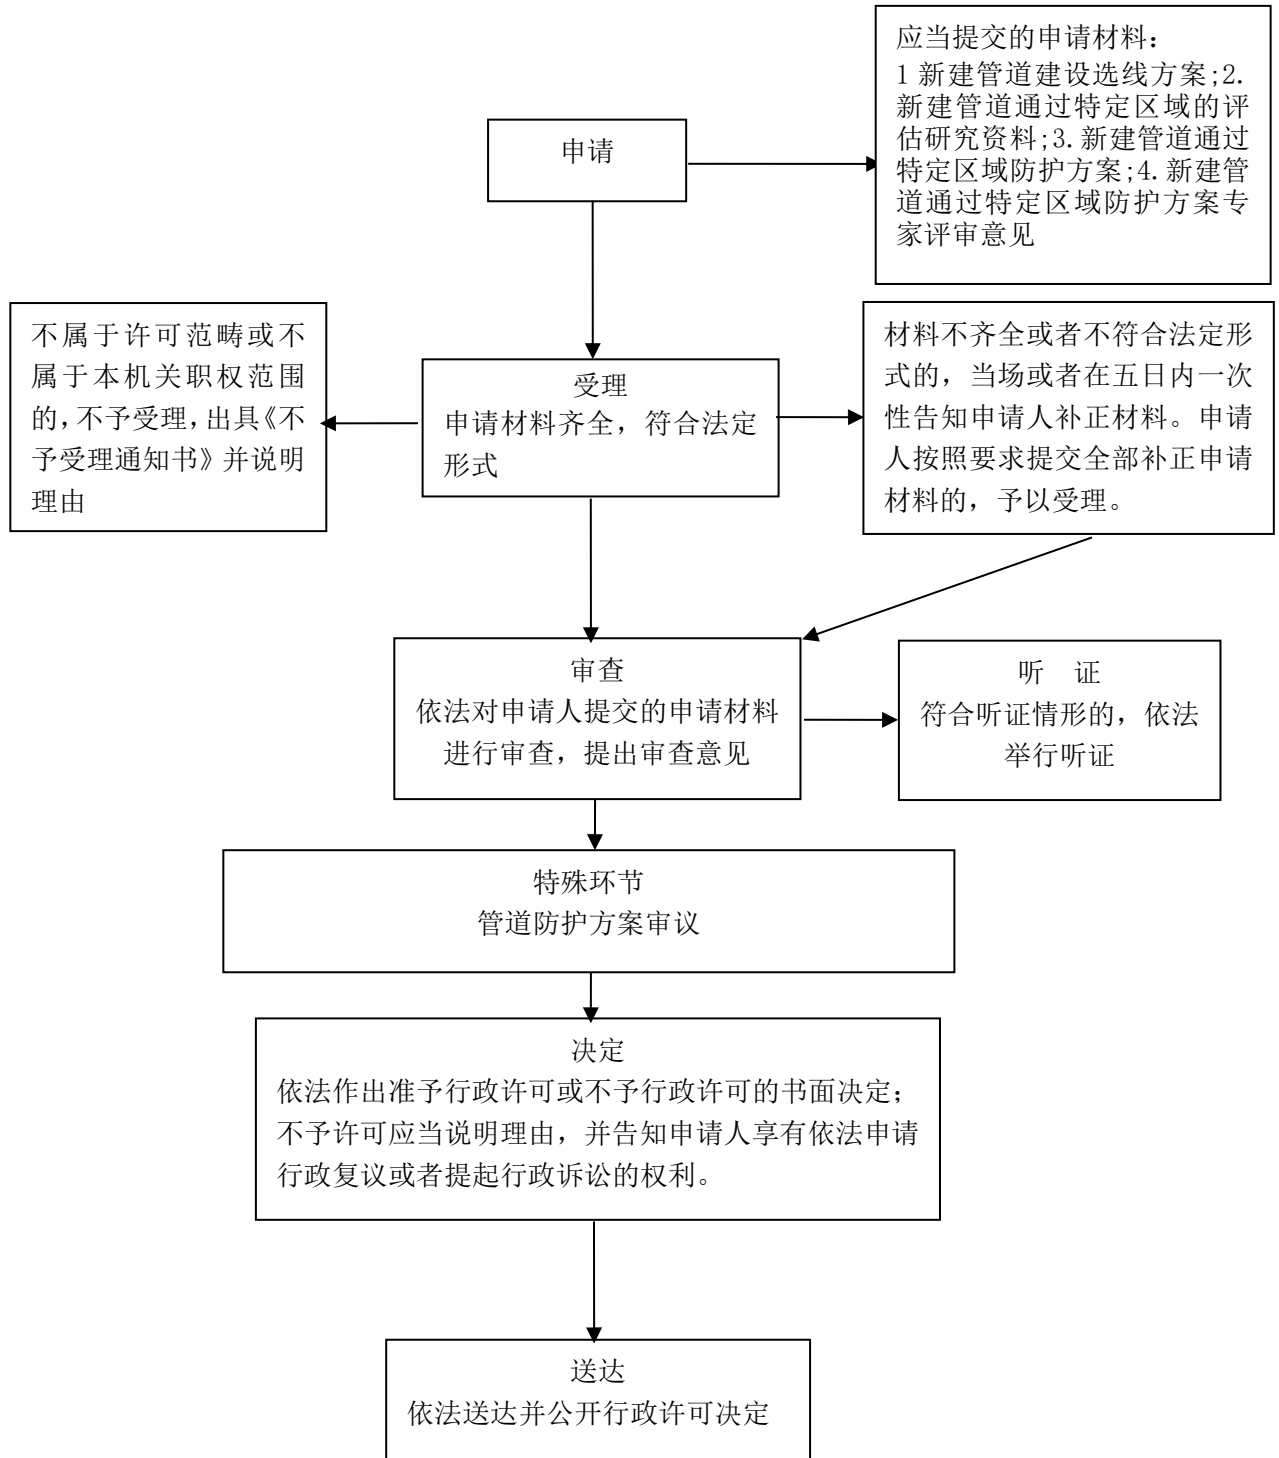 应当提交的申请材料：
1 新建管道建设选线方案;2.
新建管道通过特定区域的评
估研究资料;3.新建管道通过
特定区域防护方案;4.新建管
道通过特定区域防护方案专
家评审意见
申请
不属于许可范畴或不
属于本机关职权范围
的，不予受理，出具《不
予受理通知书》并说明
理由
受理
申请材料齐全，符合法定
形式
材料不齐全或者不符合法定形
式的，当场或者在五日内一次
性告知申请人补正材料。申请
人按照要求提交全部补正申请
材料的，予以受理。
审查
依法对申请人提交的申请材料
进行审查，提出审查意见
听 证
符合听证情形的，依法
举行听证
特殊环节
管道防护方案审议
决定
依法作出准予行政许可或不予行政许可的书面决定；
不予许可应当说明理由，并告知申请人享有依法申请
行政复议或者提起行政诉讼的权利。
送达
依法送达并公开行政许可决定